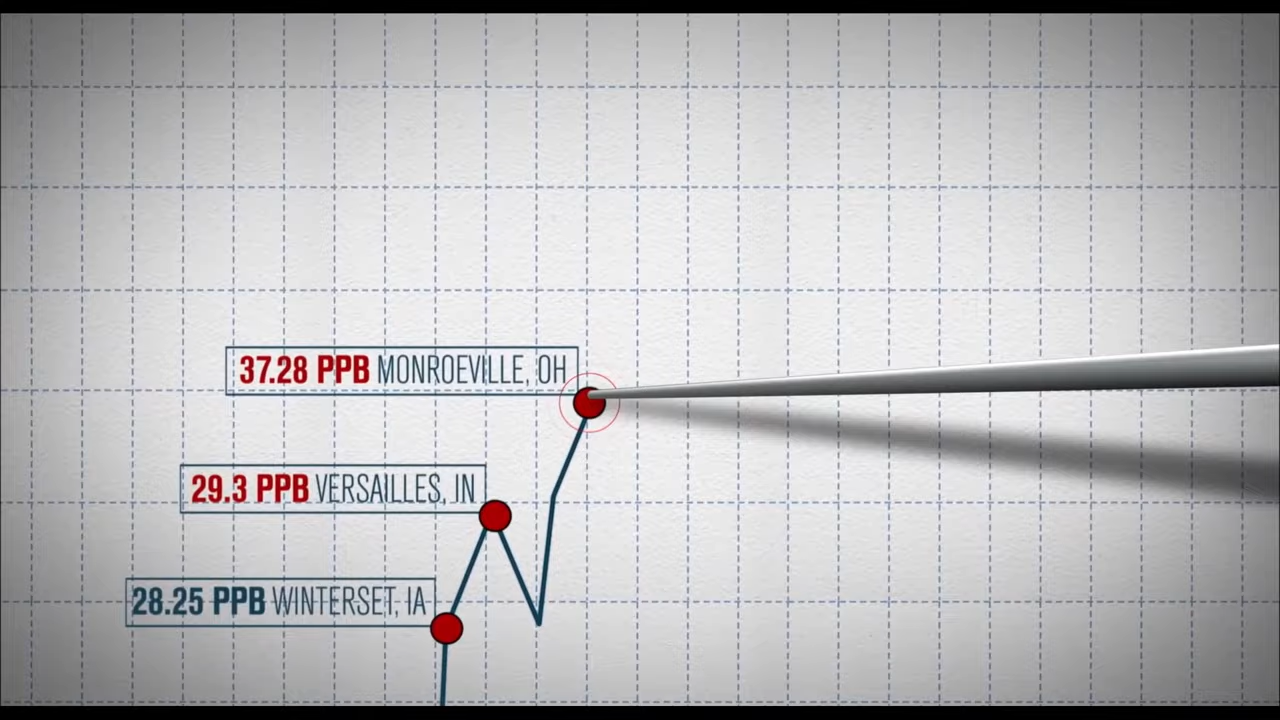 37.28 PPB MONROEVILLE, OH
29.3 PPB VERSAILLES, IN
28.25 PPB WINTERSET, IA